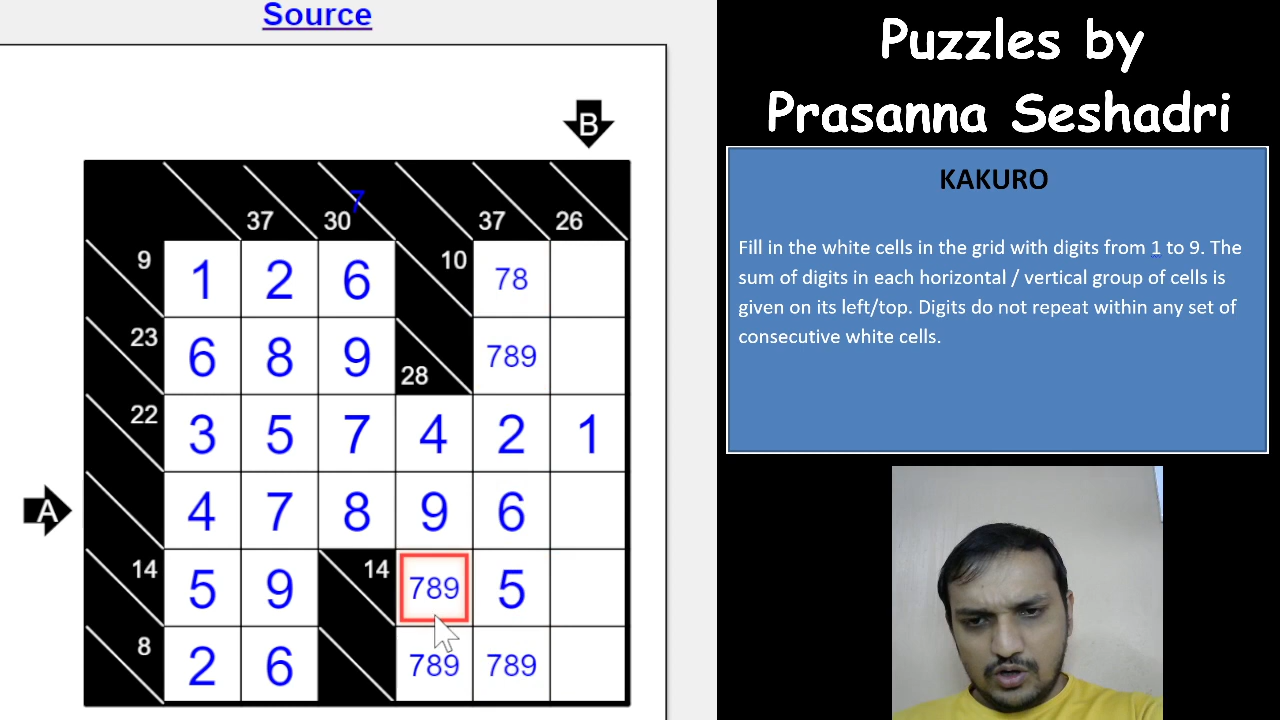 Source
Puzzles by
Prasanna Seshadri
KAKURO
Fill in the white cells in the grid with digits from 1 to 9. The
sum of digits in each horizontal / vertical group of cells is
given on its left/top. Digits do not repeat within any set of
consecutive white cells.
B
7
37 30 37 26
9 1 2 6 10 78
23 6 8 9 28 789
22 3 5 7 4 2 1
A 4 7 8 9 6
14 5 9 14 789 5
8 2 6 789 789